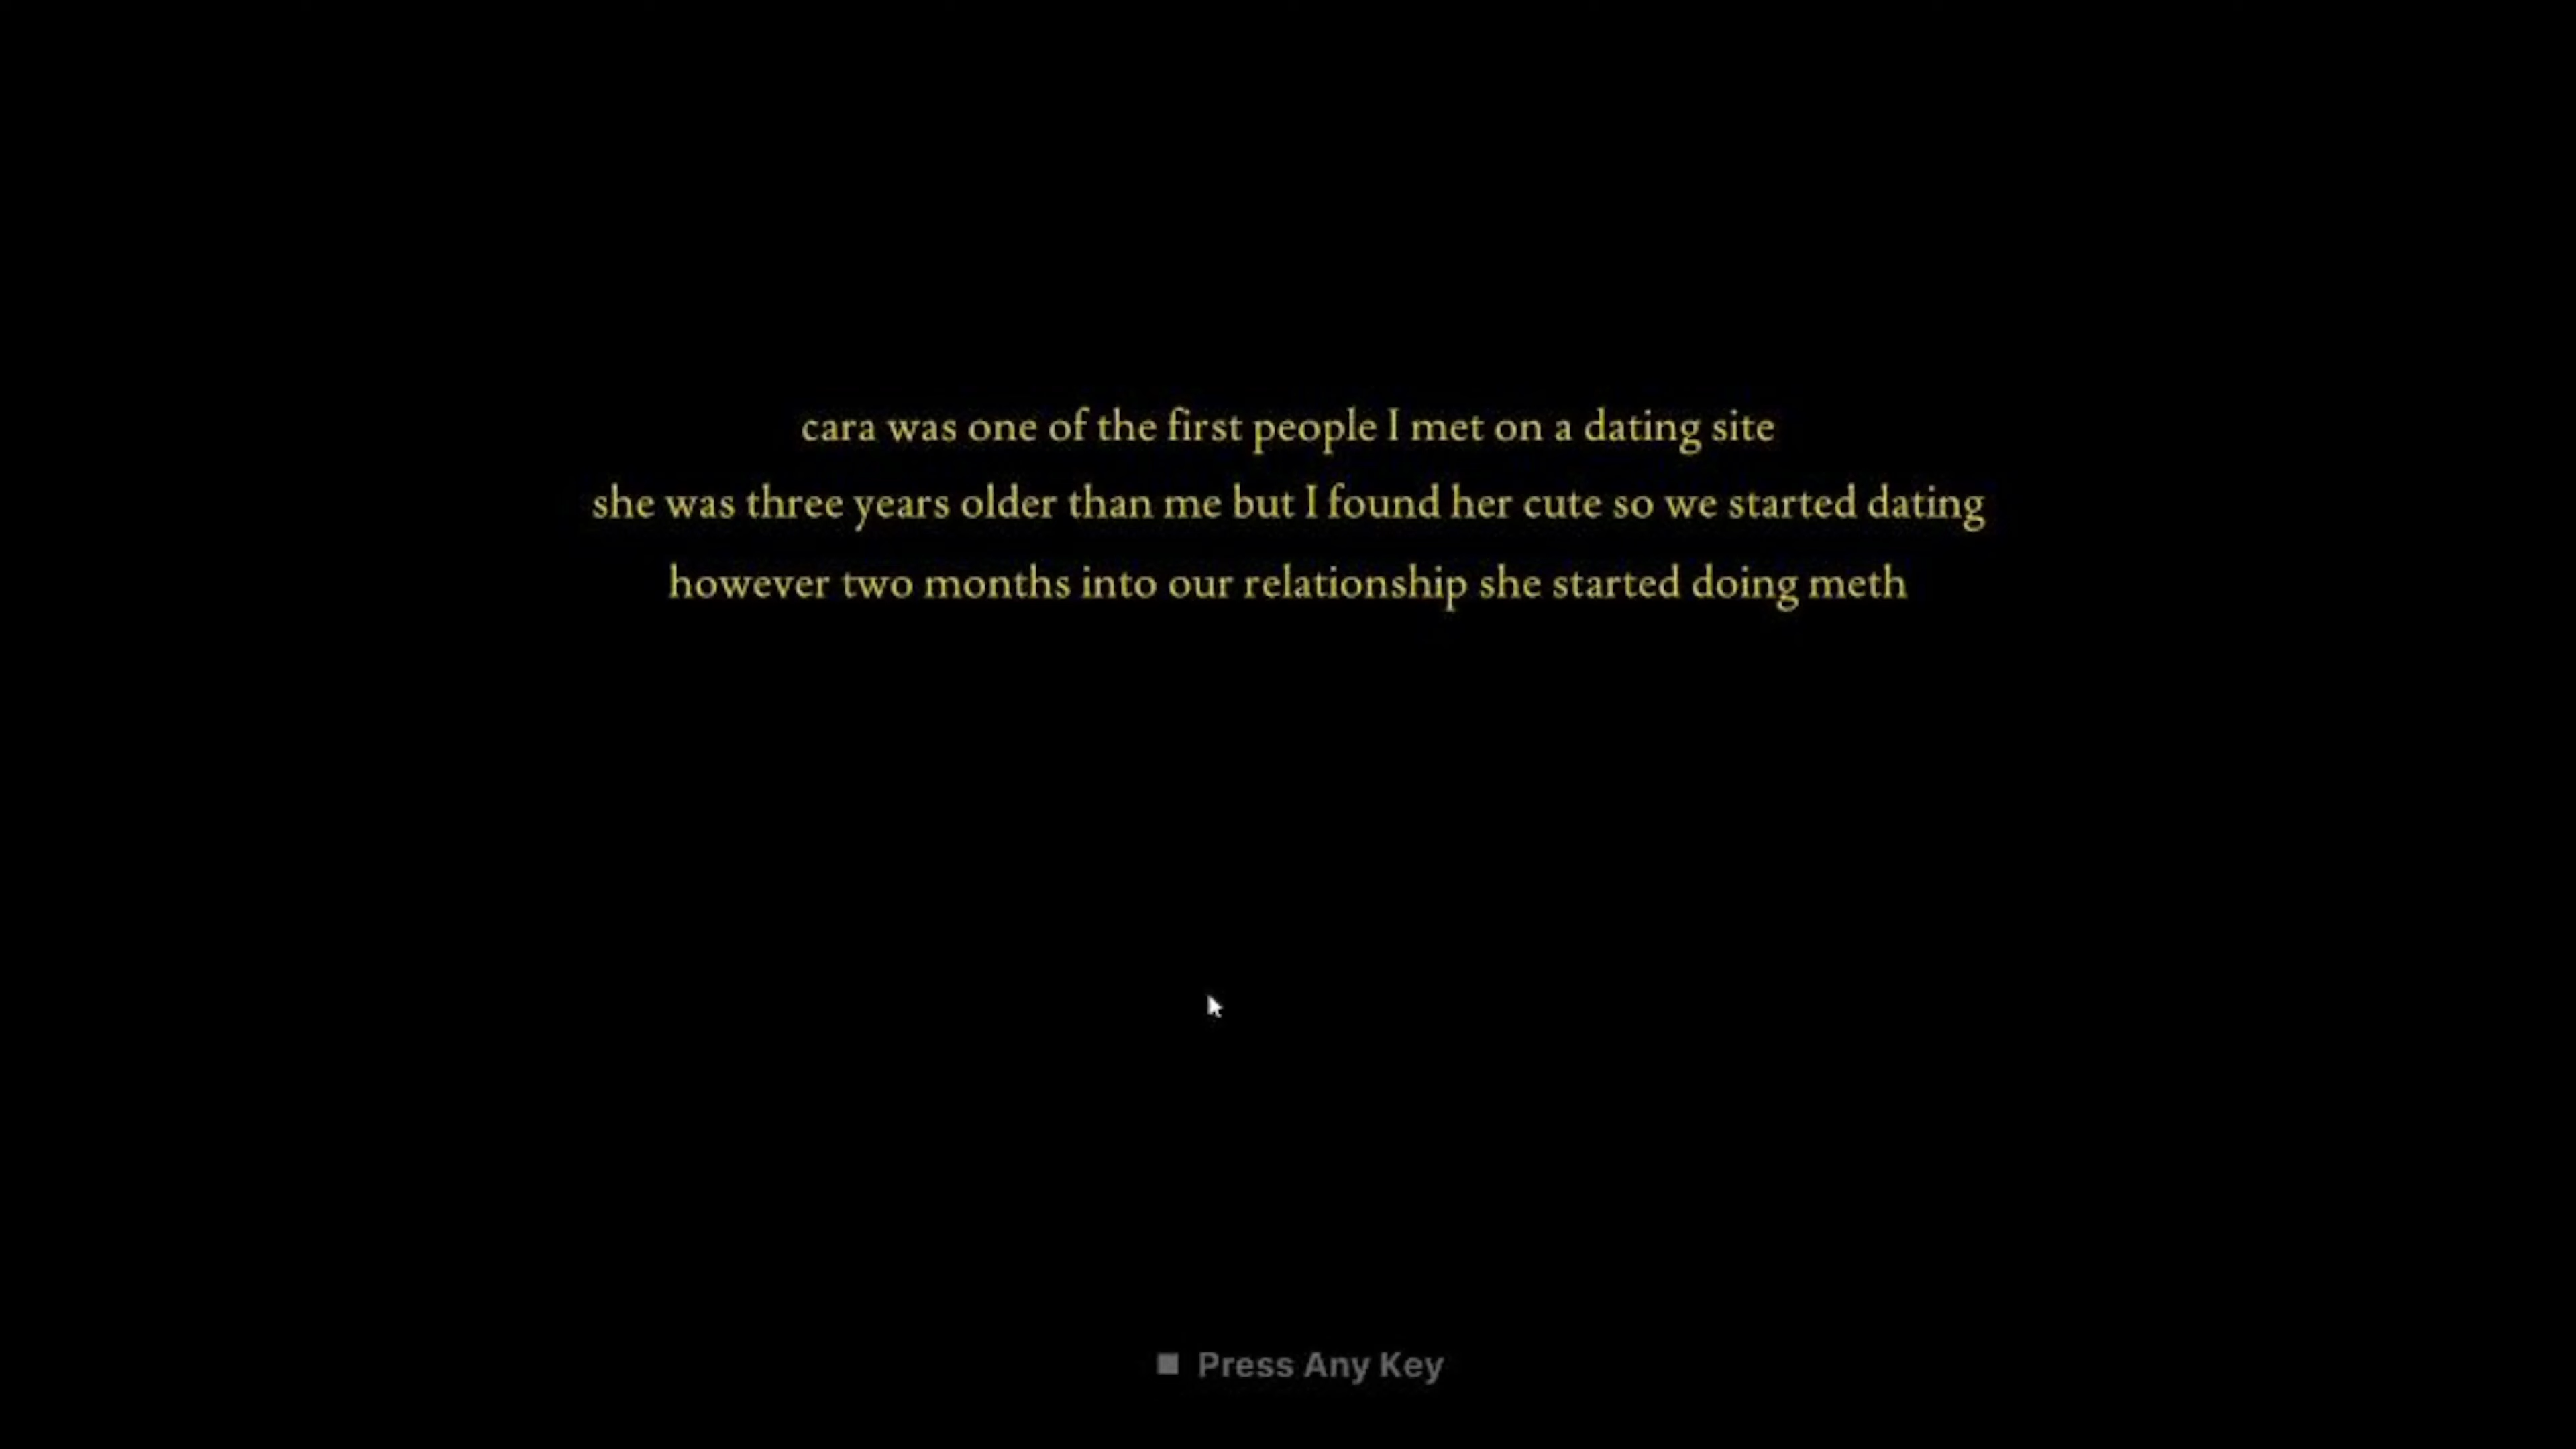 cara was one of the first people I met on a dating site
she was three years older than me but I found her cute so we started dating
however two months into our relationship she started doing meth
Press Any Key